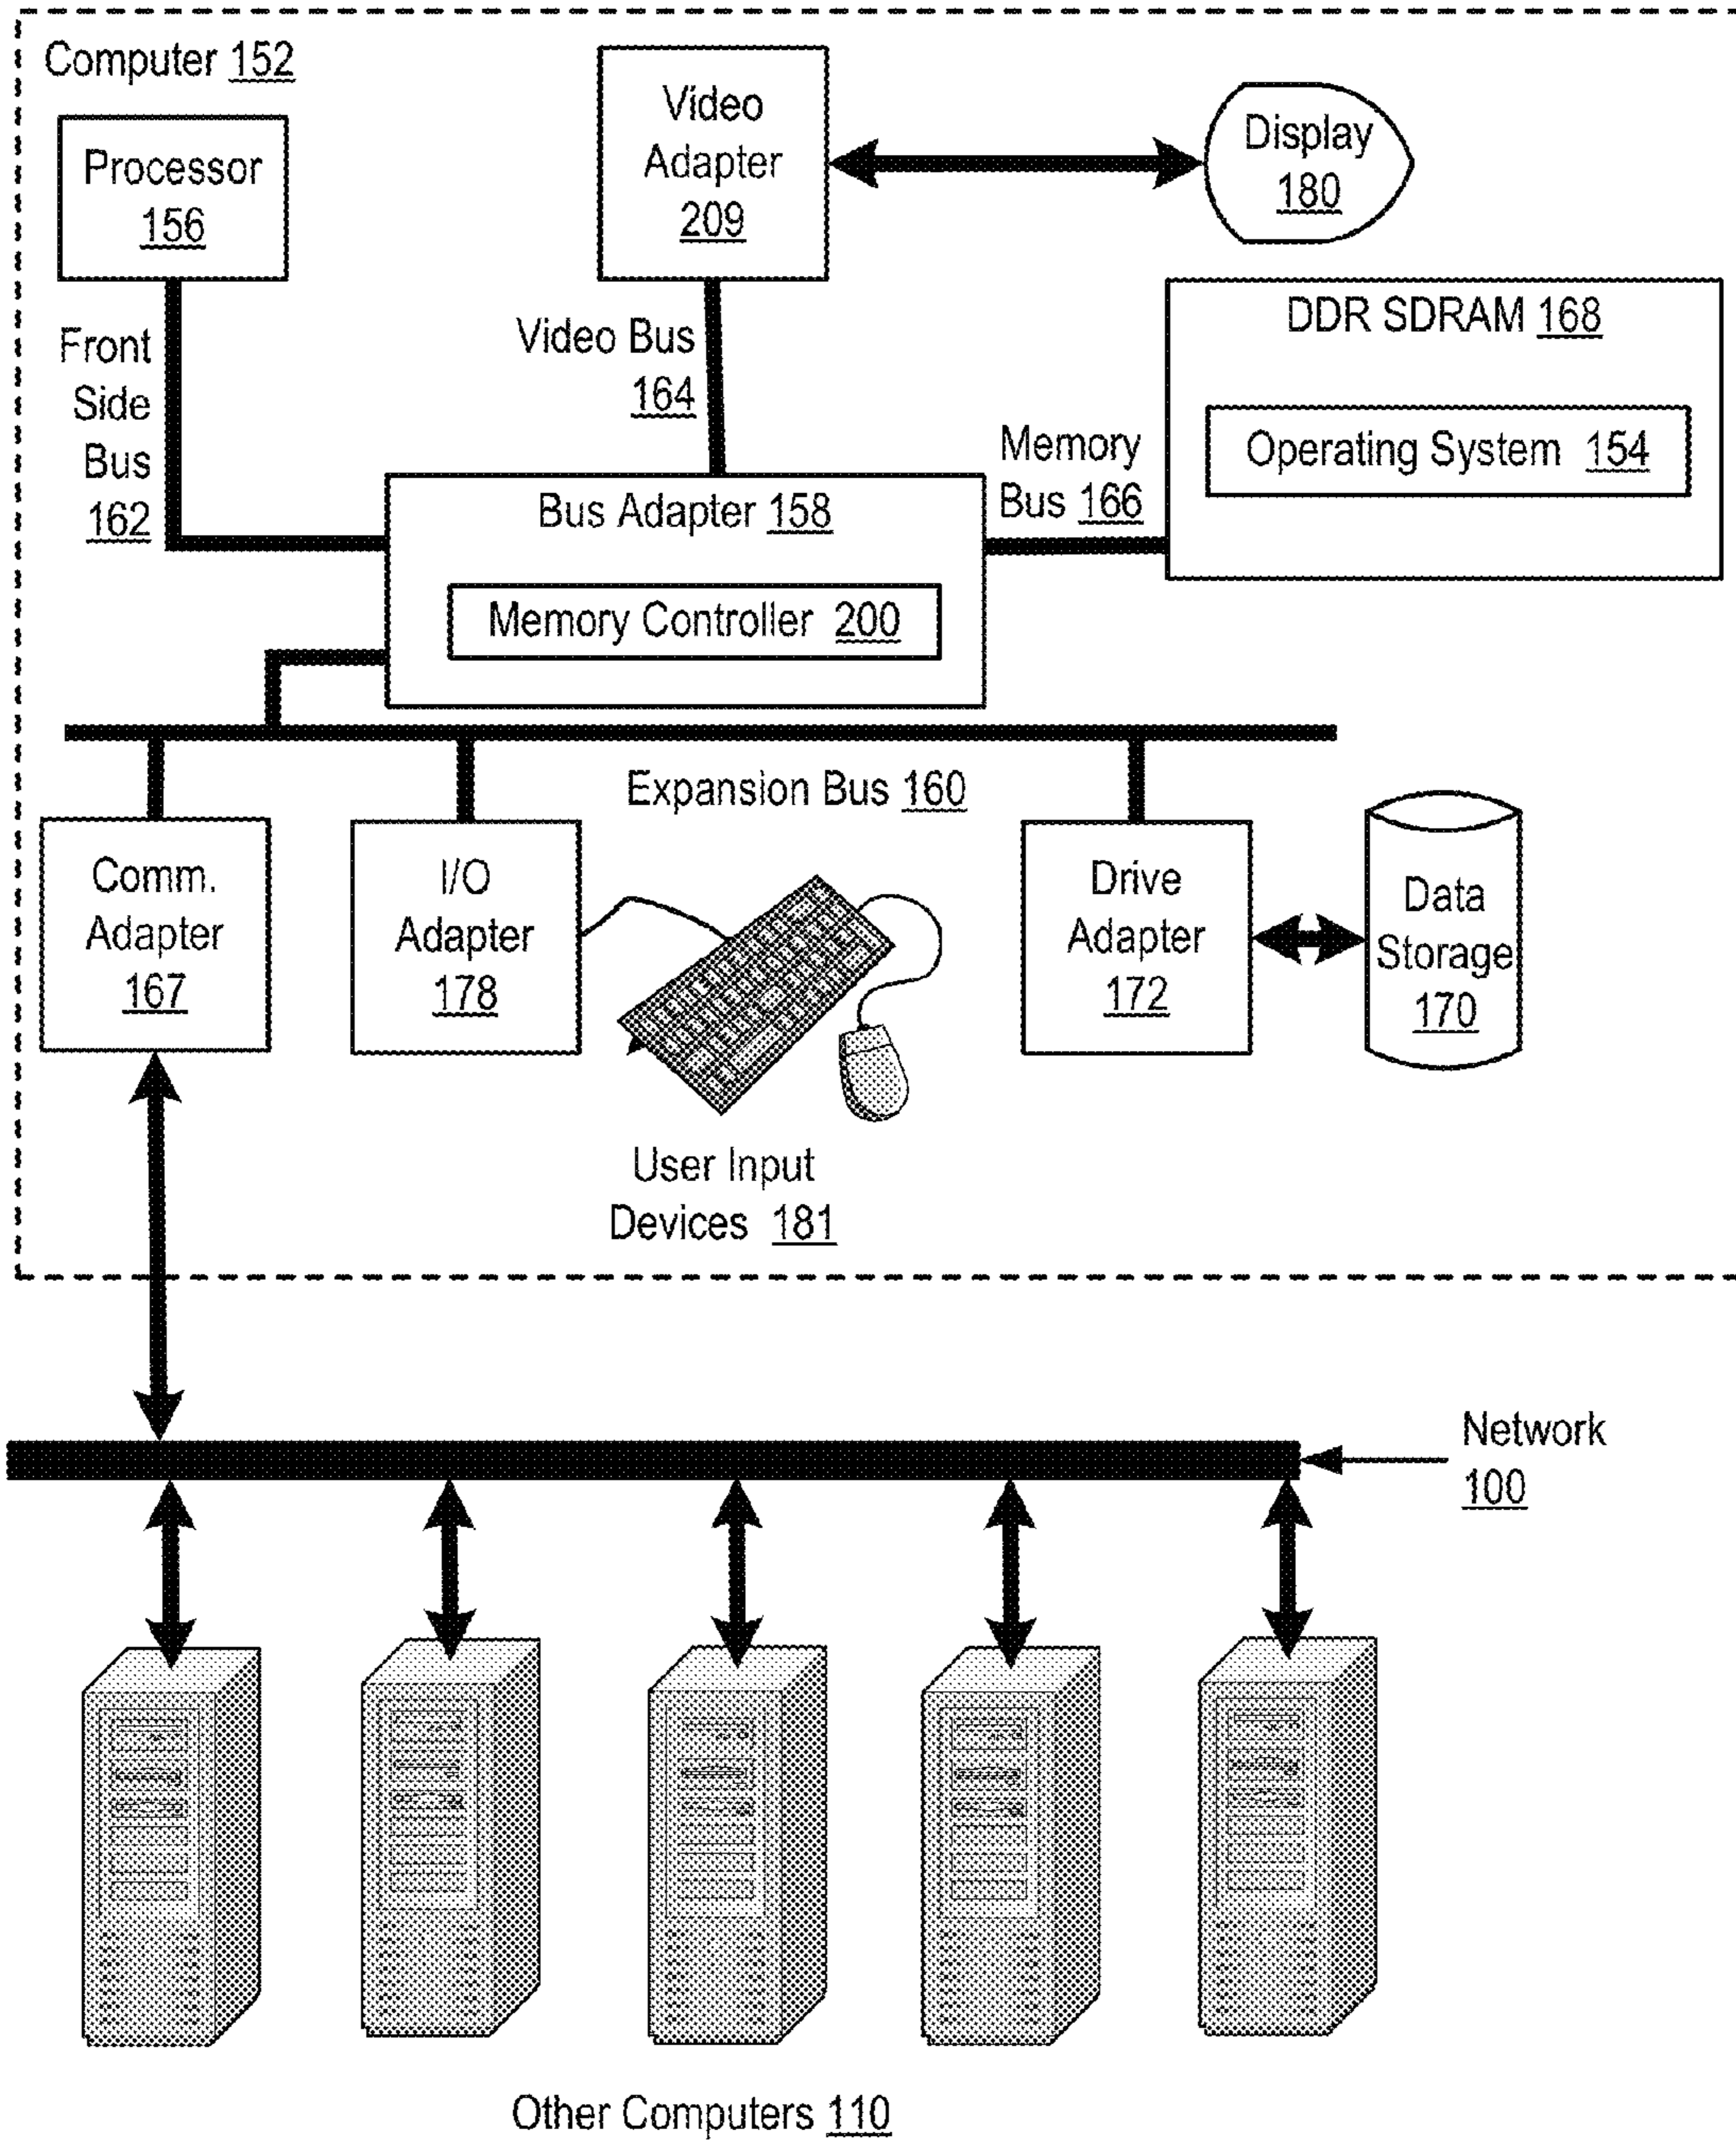 Computer 152
Processor
156
Video
Adapter
209
Display
180
Front
Side
Bus
162
Video Bus
164
DDR SDRAM 168
Operating System 154
Memory
Bus 166
Bus Adapter 158
Memory Controller 200
Expansion Bus 160
Comm.
Adapter
167
I/O
Adapter
178
Drive
Adapter
172
Data
Storage
170
User Input
Devices 181
Network
100
Other Computers 110